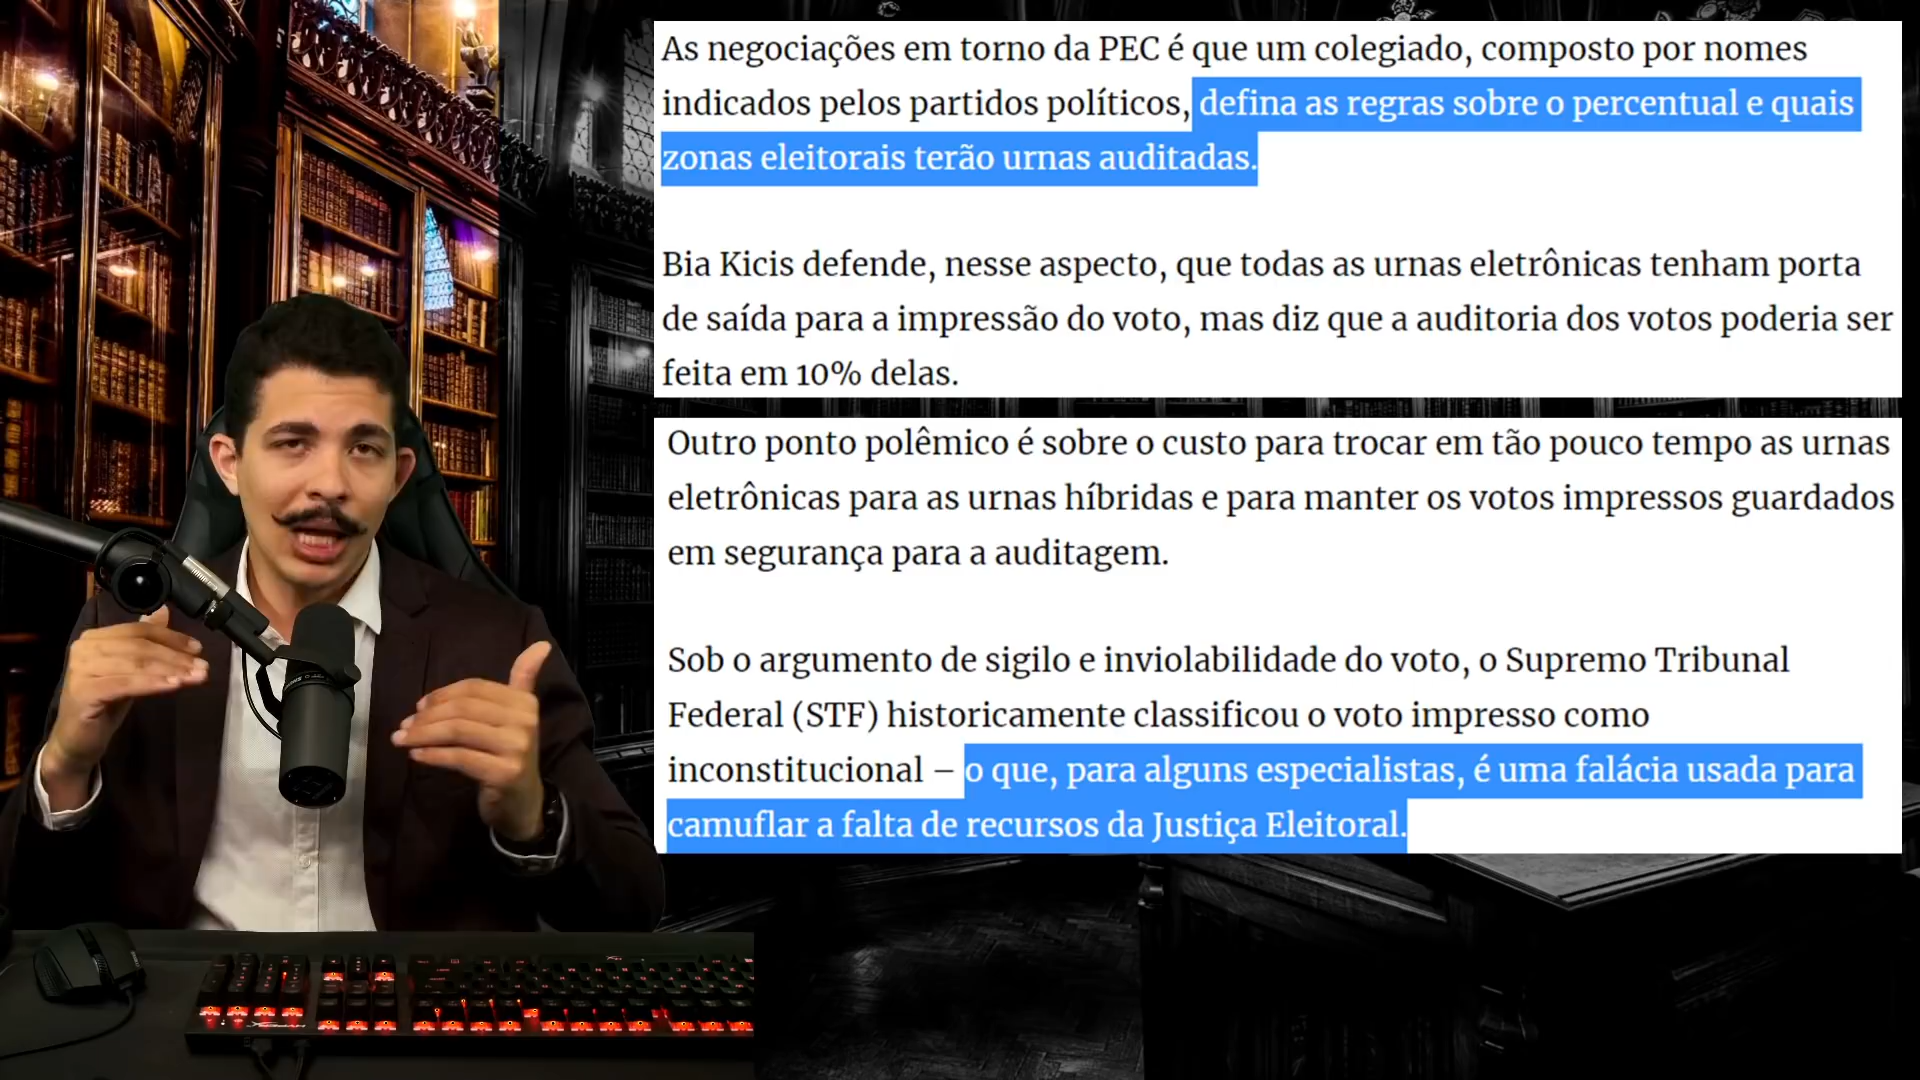 As negociações em torno da PEC é que um colegiado, composto por nomes
indicados pelos partidos políticos, defina as regras sobre o percentual e quais
zonas eleitorais terão urnas auditadas.
Bia Kicis defende, nesse aspecto, que todas as urnas eletrônicas tenham porta
de saída para a impressão do voto, mas diz que a auditoria dos votos poderia ser
feita em 10% delas.
Outro ponto polêmico é sobre o custo para trocar em tão pouco tempo as urnas
eletrônicas para as urnas híbridas e para manter os votos impressos guardados
em segurança para a auditagem.
Sob o argumento de sigilo e inviolabilidade do voto, o Supremo Tribunal
Federal (STF) historicamente classificou o voto impresso como
inconstitucional – o que, para alguns especialistas, é uma falácia usada para
camuflar a falta de recursos da Justiça Eleitoral.